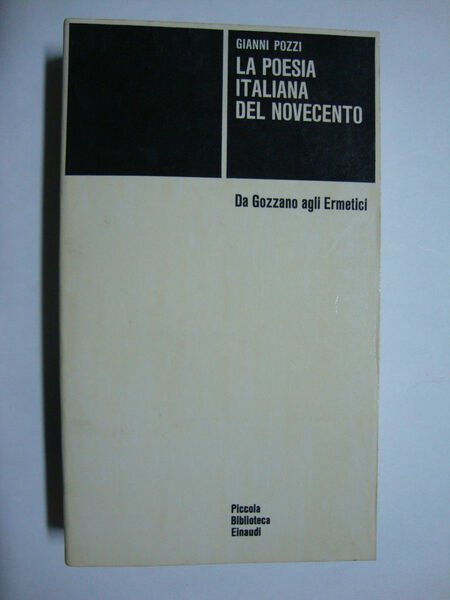 GIANNI POZZI
LA POESIA
ITALIANA
DEL NOVECENTO
Da Gozzano agli Ermetici
Piccola
Biblioteca
Einaudi